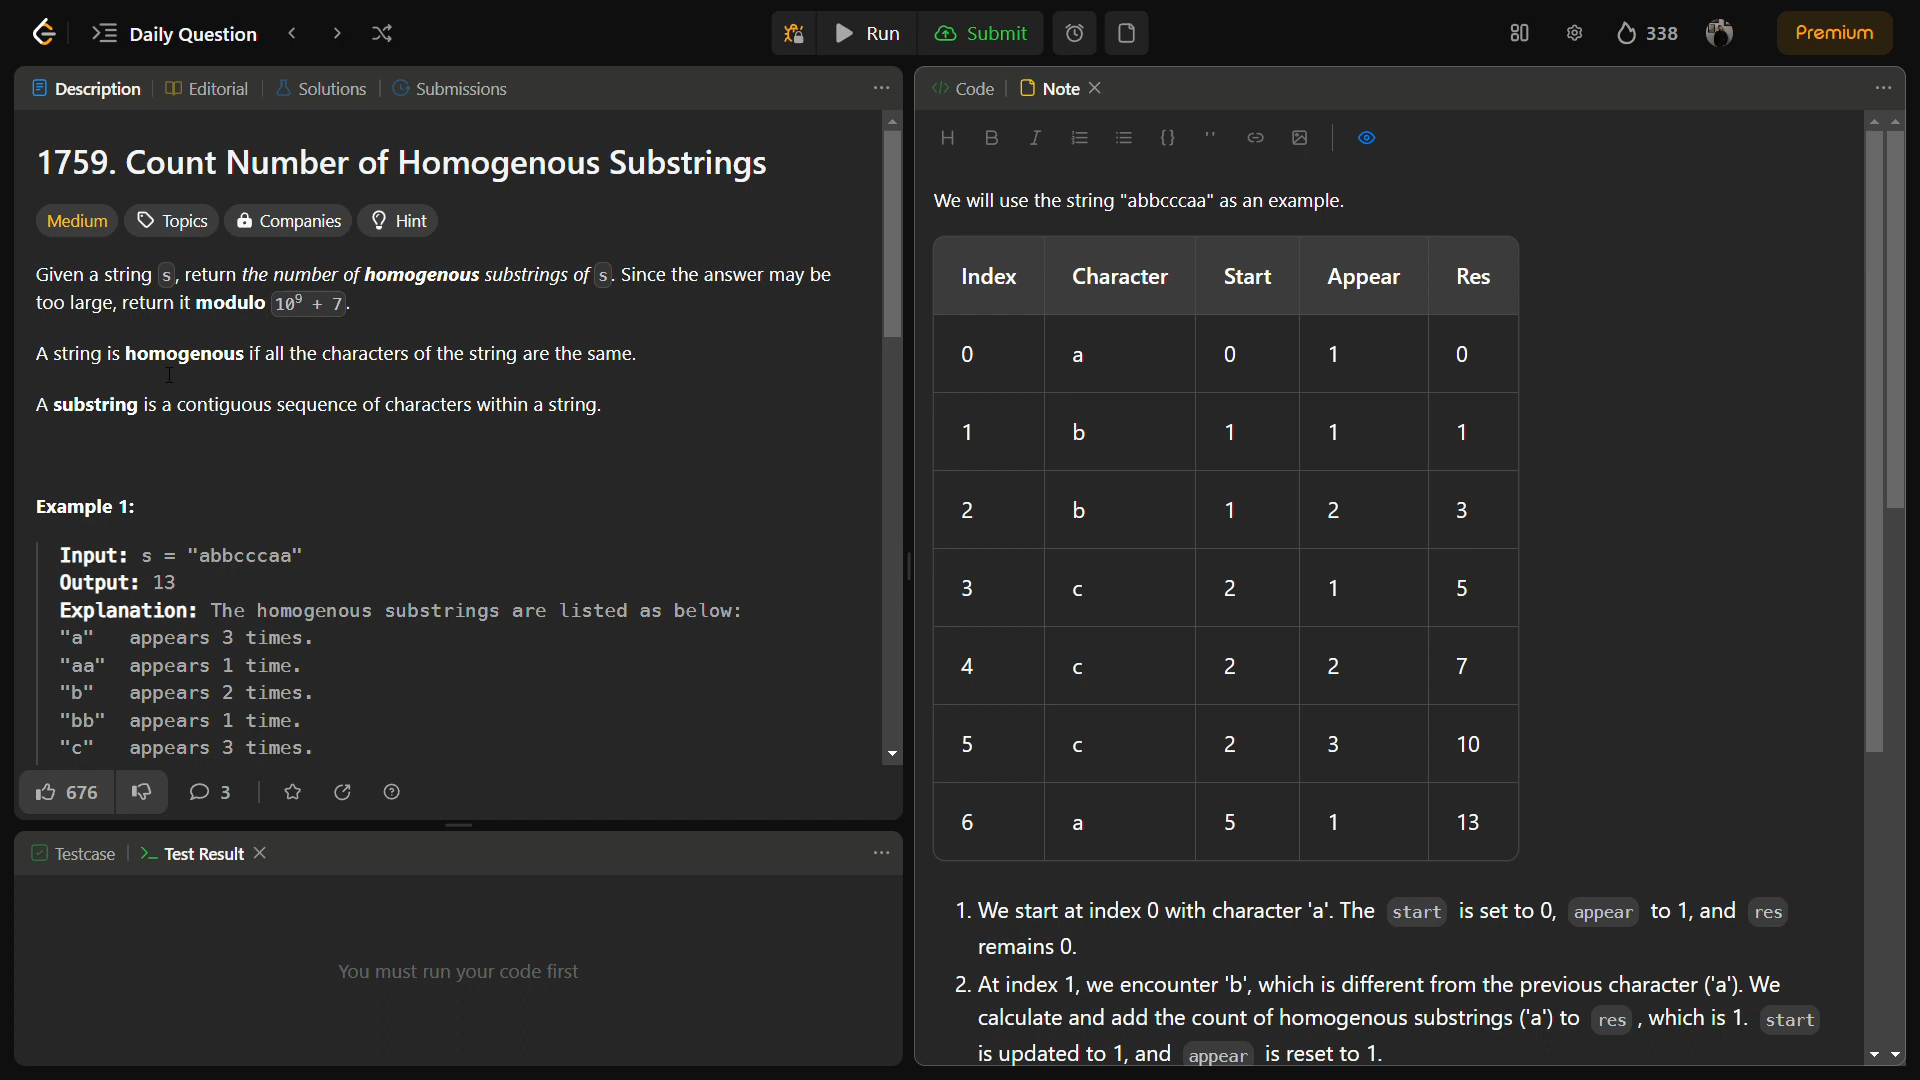 Daily Question
Run
Submit
338
Premium
Description
Editorial
Solutions
Submissions
1759. Count Number of Homogenous Substrings
Medium
Topics
Companies
Hint
Given a string s, return the number of homogenous substrings of s. Since the answer may be
too large, return it modulo 10⁹ + 7.
A string is homogenous if all the characters of the string are the same.
A substring is a contiguous sequence of characters within a string.
Example 1:
Input: s = "abbcccaa"
Output: 13
Explanation: The homogenous substrings are listed as below:
"a" appears 3 times.
"aa" appears 1 time.
"b" appears 2 times.
"bb" appears 1 time.
"c" appears 3 times.
676
3
Testcase
Test Result
You must run your code first
Code
Note
We will use the string "abbcccaa" as an example.
Index Character Start Appear Res
0 a 0 1 0
1 b 1 1 1
2 b 1 2 3
3 c 2 1 5
4 c 2 2 7
5 c 2 3 10
6 a 5 1 13
1. We start at index 0 with character 'a'. The start is set to 0, appear to 1, and res
remains 0.
2. At index 1, we encounter 'b', which is different from the previous character ('a'). We
calculate and add the count of homogenous substrings ('a') to res , which is 1. start
is updated to 1, and appear is reset to 1.